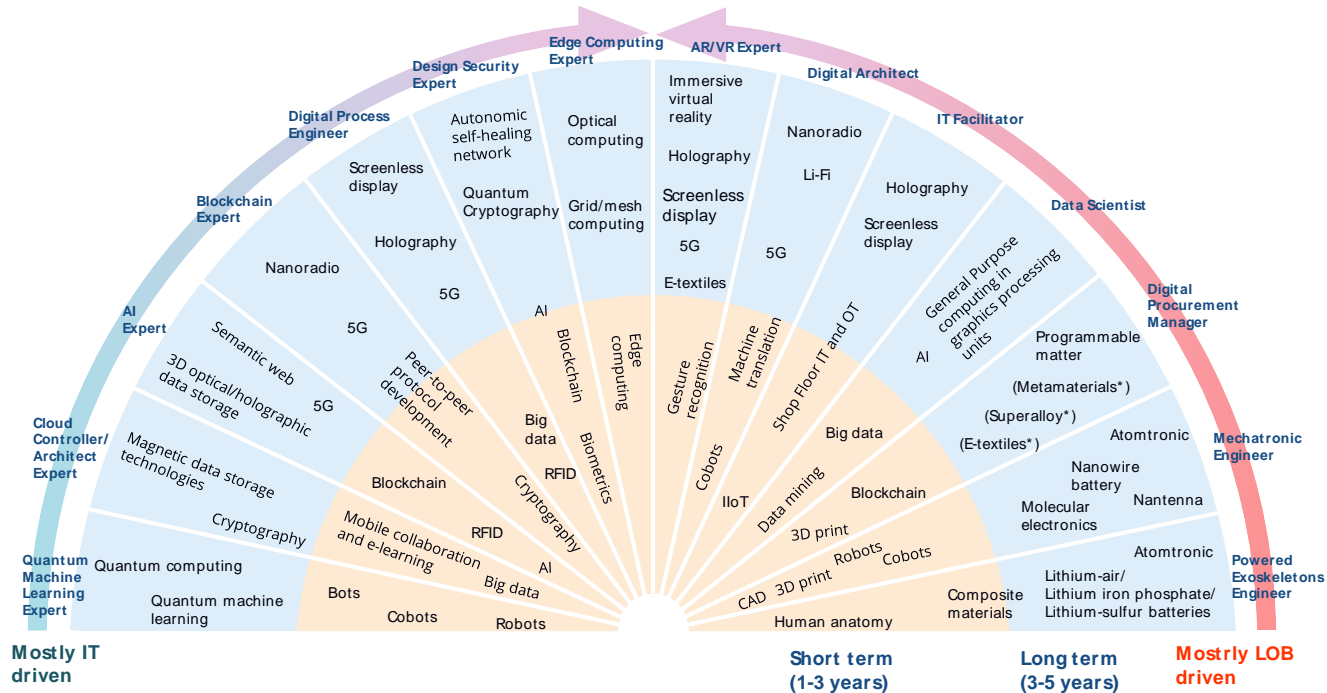 Edge Computing
Expert
AR/VR Expert
Design Security
Expert
Digital Architect
Digital Process
Engineer
IT Facilitator
Blockchain
Expert
Data Scientist
AI
Expert
Digital
Procurement
Manager
Cloud
Controller/
Architect
Expert
Mechatronic
Engineer
Quantum
Machine
Learning
Expert
Powered
Exoskeletons
Engineer
Quantum computing
Quantum machine
learning
Bots
Cobots
Robots
Magnetic data storage
technologies
Cryptography
Mobile collaboration
and e-learning
Big data
Semantic web
3D optical/holographic
data storage
5G
Blockchain
RFID
AI
Nanoradio
5G
Peer-to-peer
protocol
development
Screenless
display
Holography
5G
Big
data
RFID
Cryptography
Autonomic
self-healing
network
Quantum
Cryptography
AI
Blockchain
Biometrics
Optical
computing
Grid/mesh
computing
Edge
computing
Immersive
virtual
reality
Holography
Screenless
display
5G
E-textiles
Gesture
recognition
Nanoradio
Li-Fi
5G
Machine
translation
Cobots
Holography
Screenless
display
Shop Floor IT and OT
IIoT
General Purpose
computing in
graphics processing
units
AI
Big data
Data mining
Programmable
matter
(Metamaterials*)
(Superalloy*)
(E-textiles*)
Blockchain
3D print
Atomtronic
Nanowire
battery
Nantenna
Molecular
electronics
Robots
Cobots
3D print
CAD
Atomtronic
Lithium-air/
Lithium iron phosphate/
Lithium-sulfur batteries
Composite
materials
Human anatomy
Mostly IT
driven
Short term
(1-3 years)
Long term
(3-5 years)
Mostrly LOB
driven